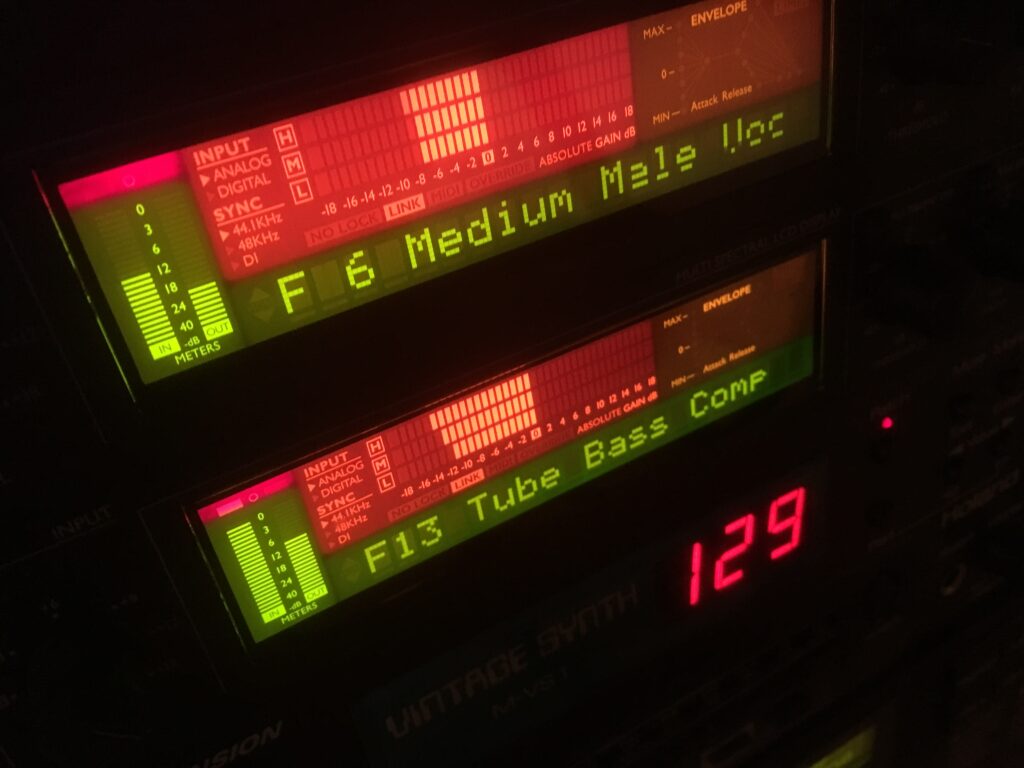 ENVELOPE
MAX
0
MIN
Attack Release
INPUT
ANALOG
DIGITAL
SYNC
44.1KHz
48KHz
DI
H
M
L
-18 -16 -14 -12 -10 -8 -6 -4 -2 0 2 4 6 8 10 12 14 16 18
NO LOCK LINK MIDI OVERRIDE ABSOLUTE GAIN dB
0
3
6
12
18
24
40
-dB
IN OUT
METERS
F 6 Medium Male Voc
MULTI SPECTRAL LCD DISPLAY
ENVELOPE
MAX
0
MIN
Attack Release
INPUT
ANALOG
DIGITAL
SYNC
44.1KHz
48KHz
DI
H
M
L
-18 -16 -14 -12 -10 -8 -6 -4 -2 0 2 4 6 8 10 12 14 16 18
NO LOCK LINK MIDI ABSOLUTE GAIN dB
0
3
6
12
18
24
40
-dB
IN OUT
METERS
F13 Tube Bass Comp
INPUT
129
VINTAGE SYNTH
M-VS1